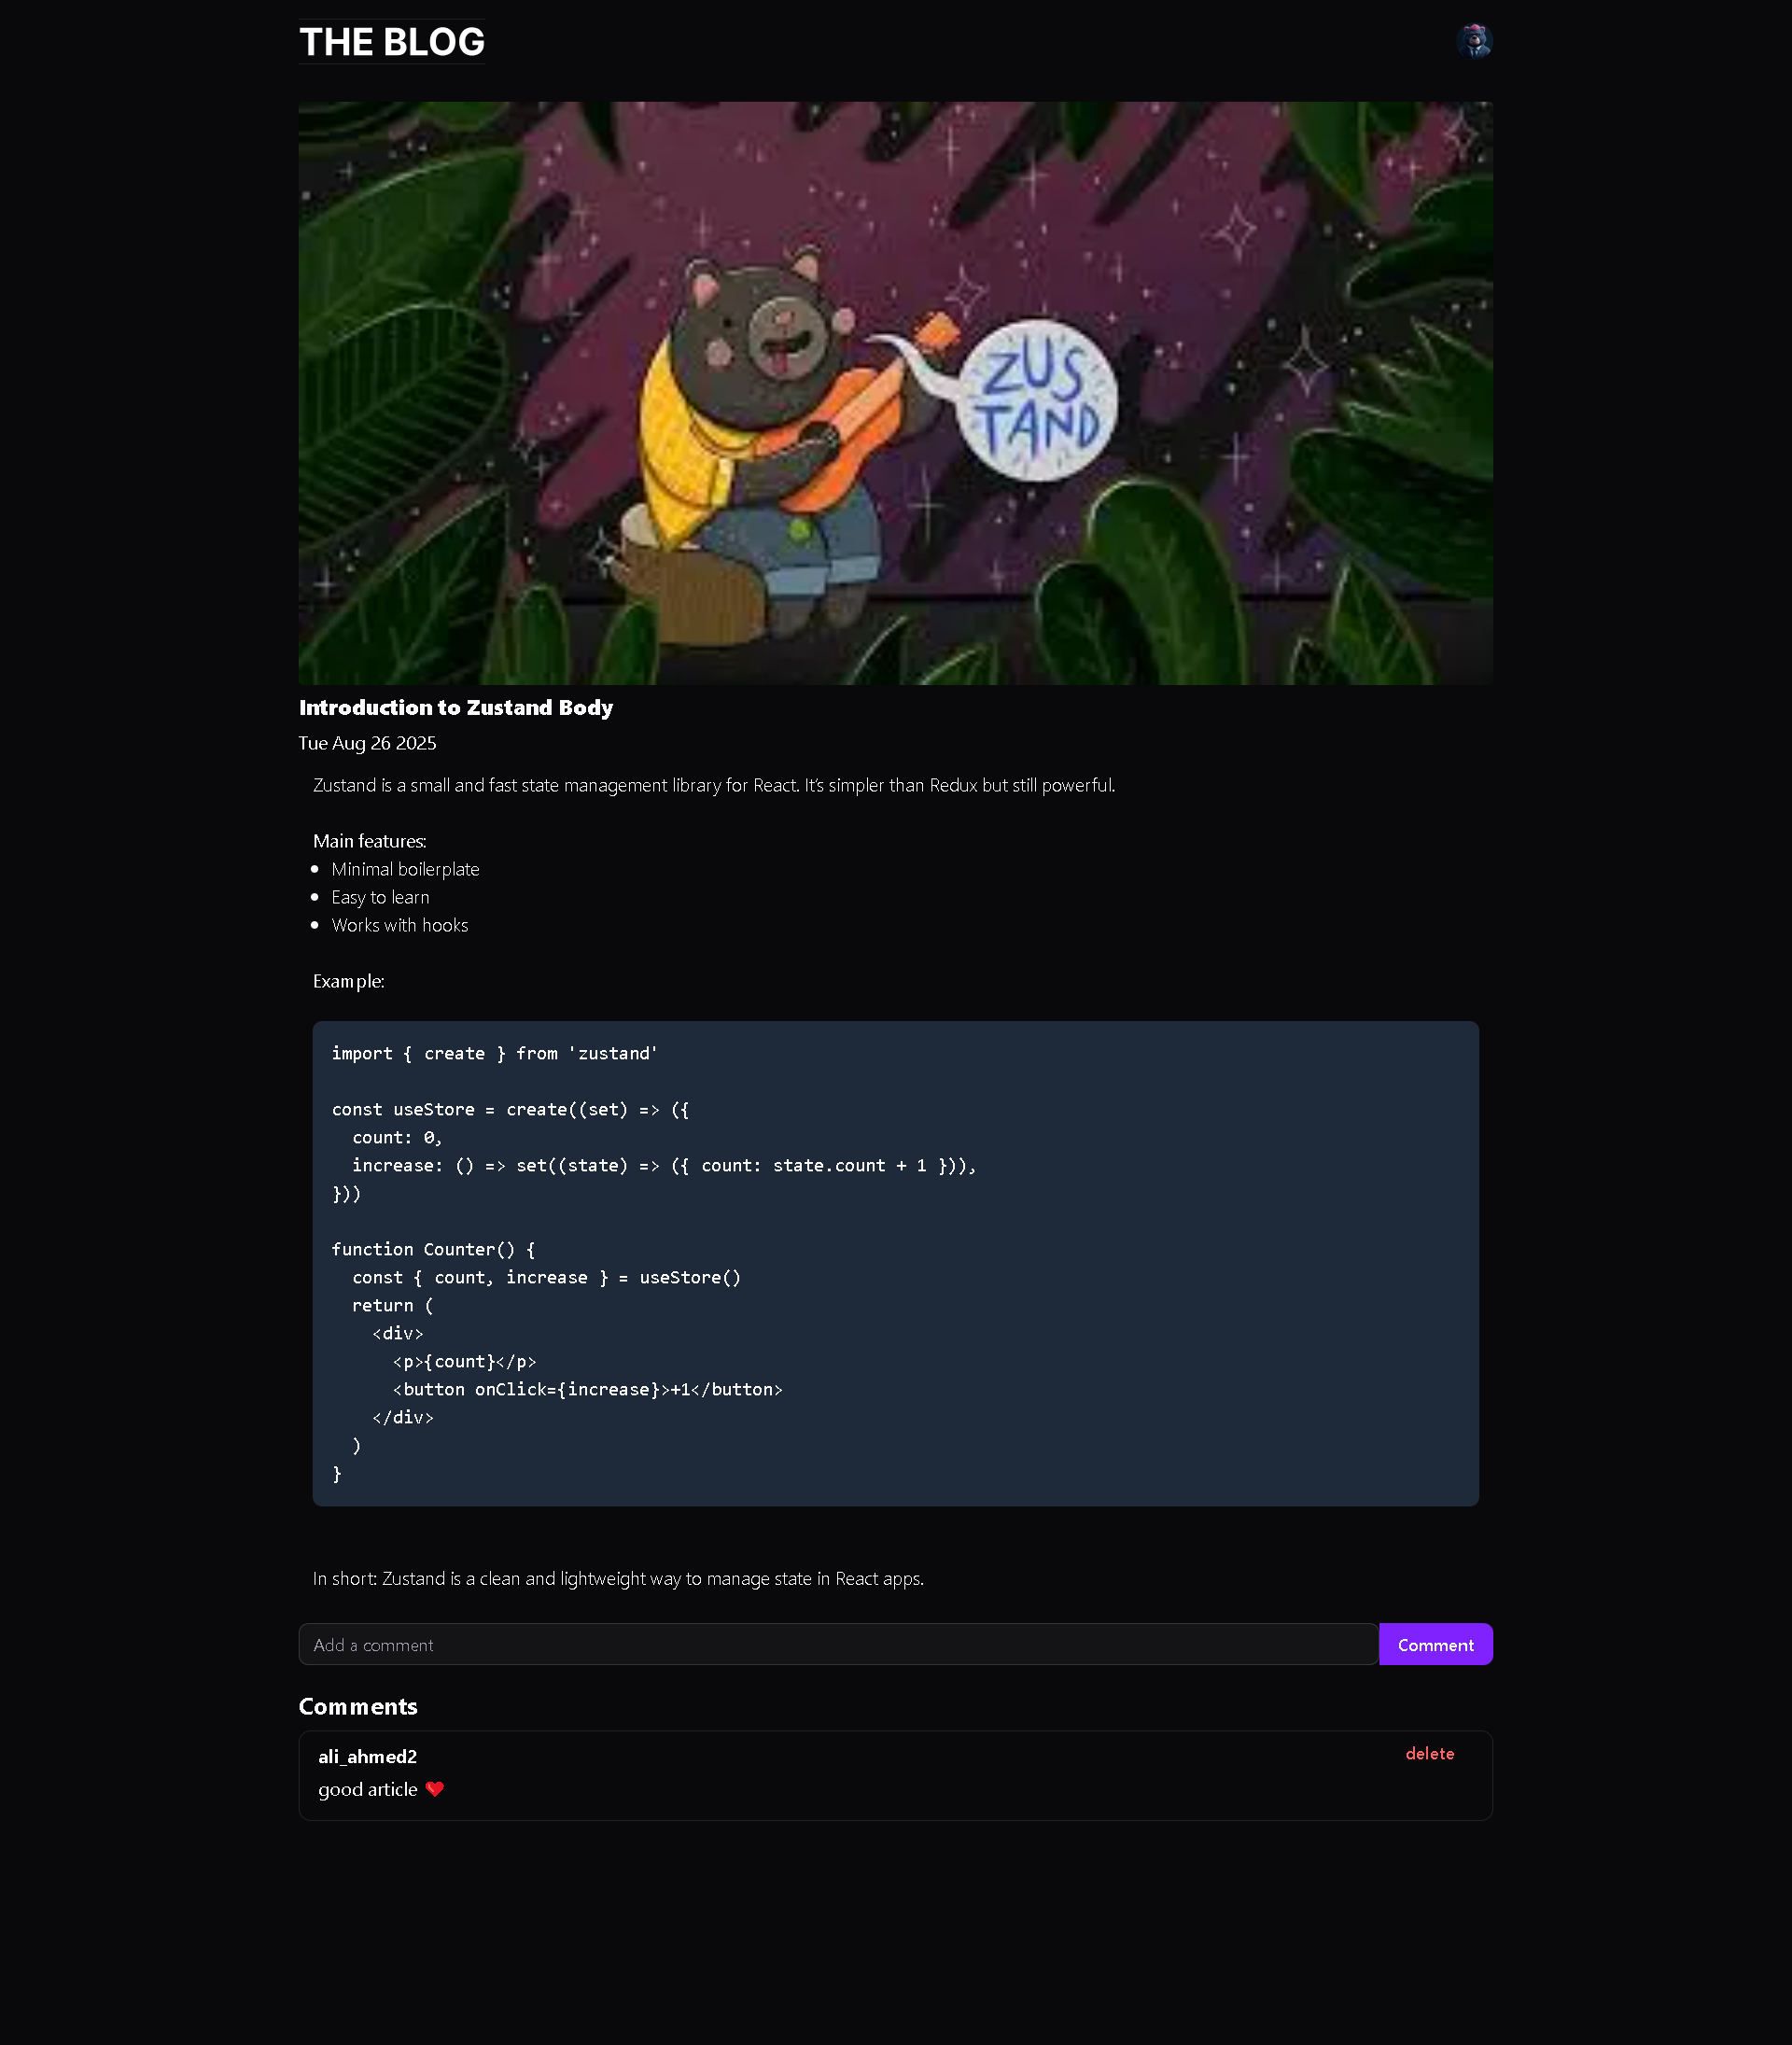 THE BLOG
ZUS
TAND
Introduction to Zustand Body
Tue Aug 26 2025
Zustand is a small and fast state management library for React. It’s simpler than Redux but still powerful.
Main features:
• Minimal boilerplate
• Easy to learn
• Works with hooks
Example:
import { create } from 'zustand'
const useStore = create((set) => ({
  count: 0,
  increase: () => set((state) => ({ count: state.count + 1 })),
}))
function Counter() {
  const { count, increase } = useStore()
  return (
    <div>
      <p>{count}</p>
      <button onClick={increase}>+1</button>
    </div>
  )
}
In short: Zustand is a clean and lightweight way to manage state in React apps.
Add a comment
Comment
Comments
ali_ahmed2
delete
good article ❤️